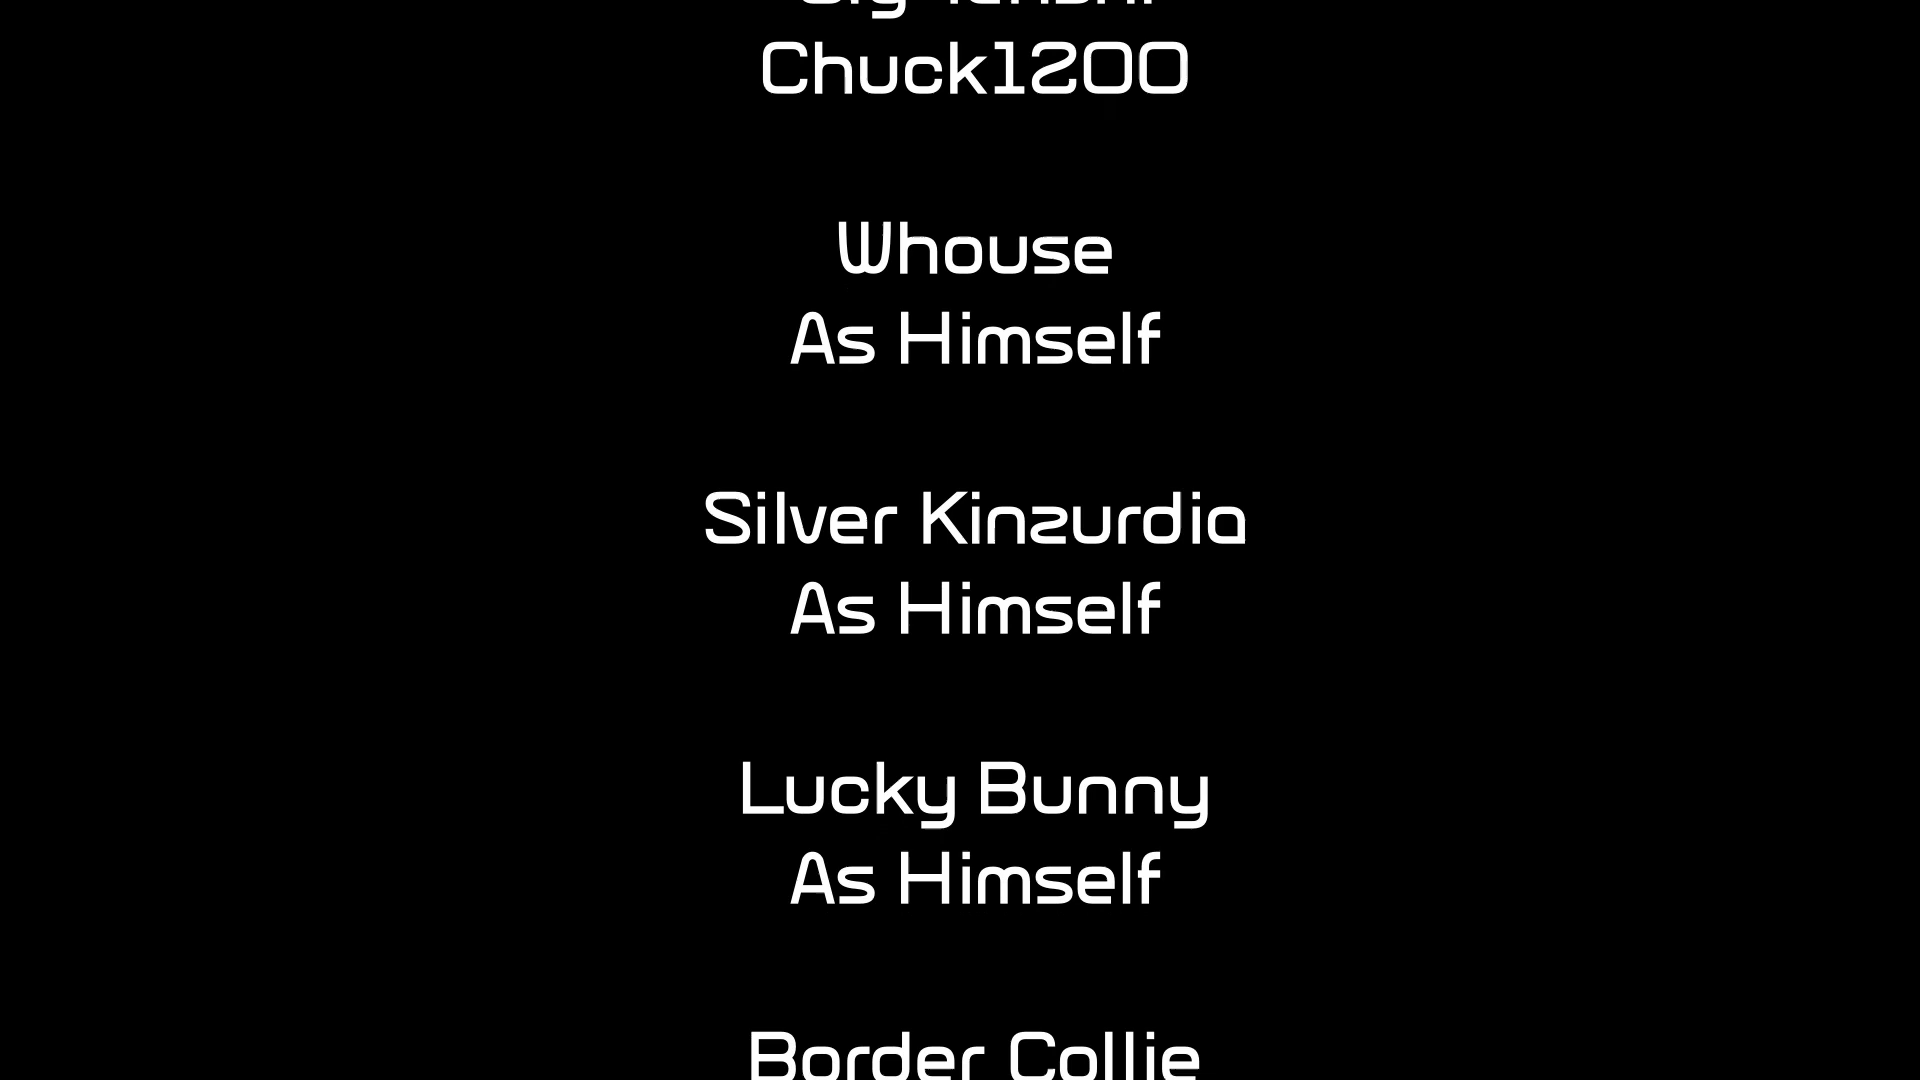 Chuck1200
Whouse
As Himself
Silver Kinzurdia
As Himself
Lucky Bunny
As Himself
Border Collie